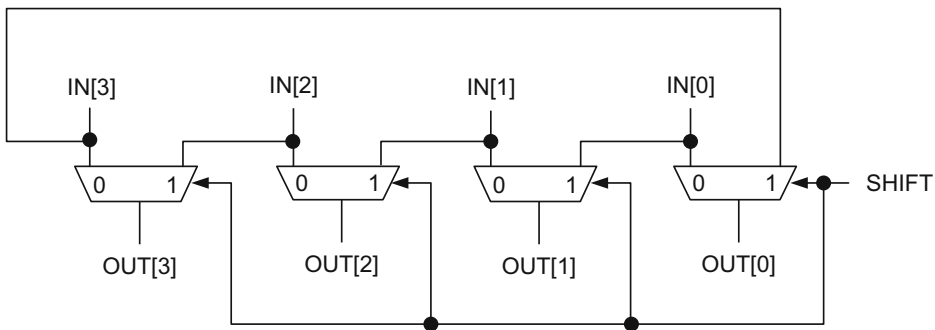 IN[3] IN[2] IN[1] IN[0]
0 1 0 1 0 1 0 1 SHIFT
OUT[3] OUT[2] OUT[1] OUT[0]